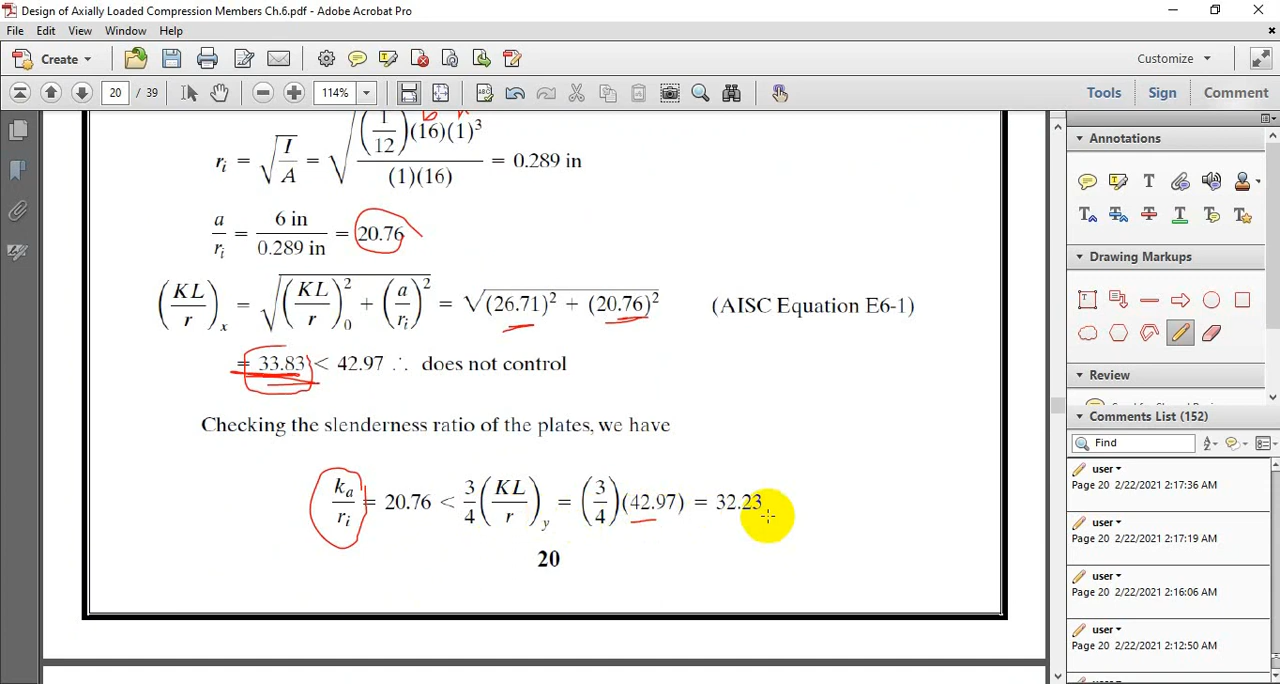 Design of Axially Loaded Compression Members Ch.6.pdf - Adobe Acrobat Pro
File Edit View Window Help
Create
Customize
20 / 39
114%
Tools Sign Comment
r_i = √(I/A) = √((1/12)(16)(1)³/((1)(16))) = 0.289 in
a/r_i = 6 in/0.289 in = 20.76
(KL/r)_x = √((KL/r)²_0 + (a/r_i)²) = √((26.71)² + (20.76)²) (AISC Equation E6-1)
= 33.83 < 42.97 ∴ does not control
Checking the slenderness ratio of the plates, we have
k_a/r_i = 20.76 < 3/4 (KL/r)_y = (3/4)(42.97) = 32.23
20
Annotations
Drawing Markups
Review
Comments List (152)
Find
user
Page 20 2/22/2021 2:17:36 AM
user
Page 20 2/22/2021 2:17:19 AM
user
Page 20 2/22/2021 2:16:06 AM
user
Page 20 2/22/2021 2:12:50 AM